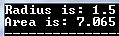 Radius is: 1.5
Area is: 7.065
--------------